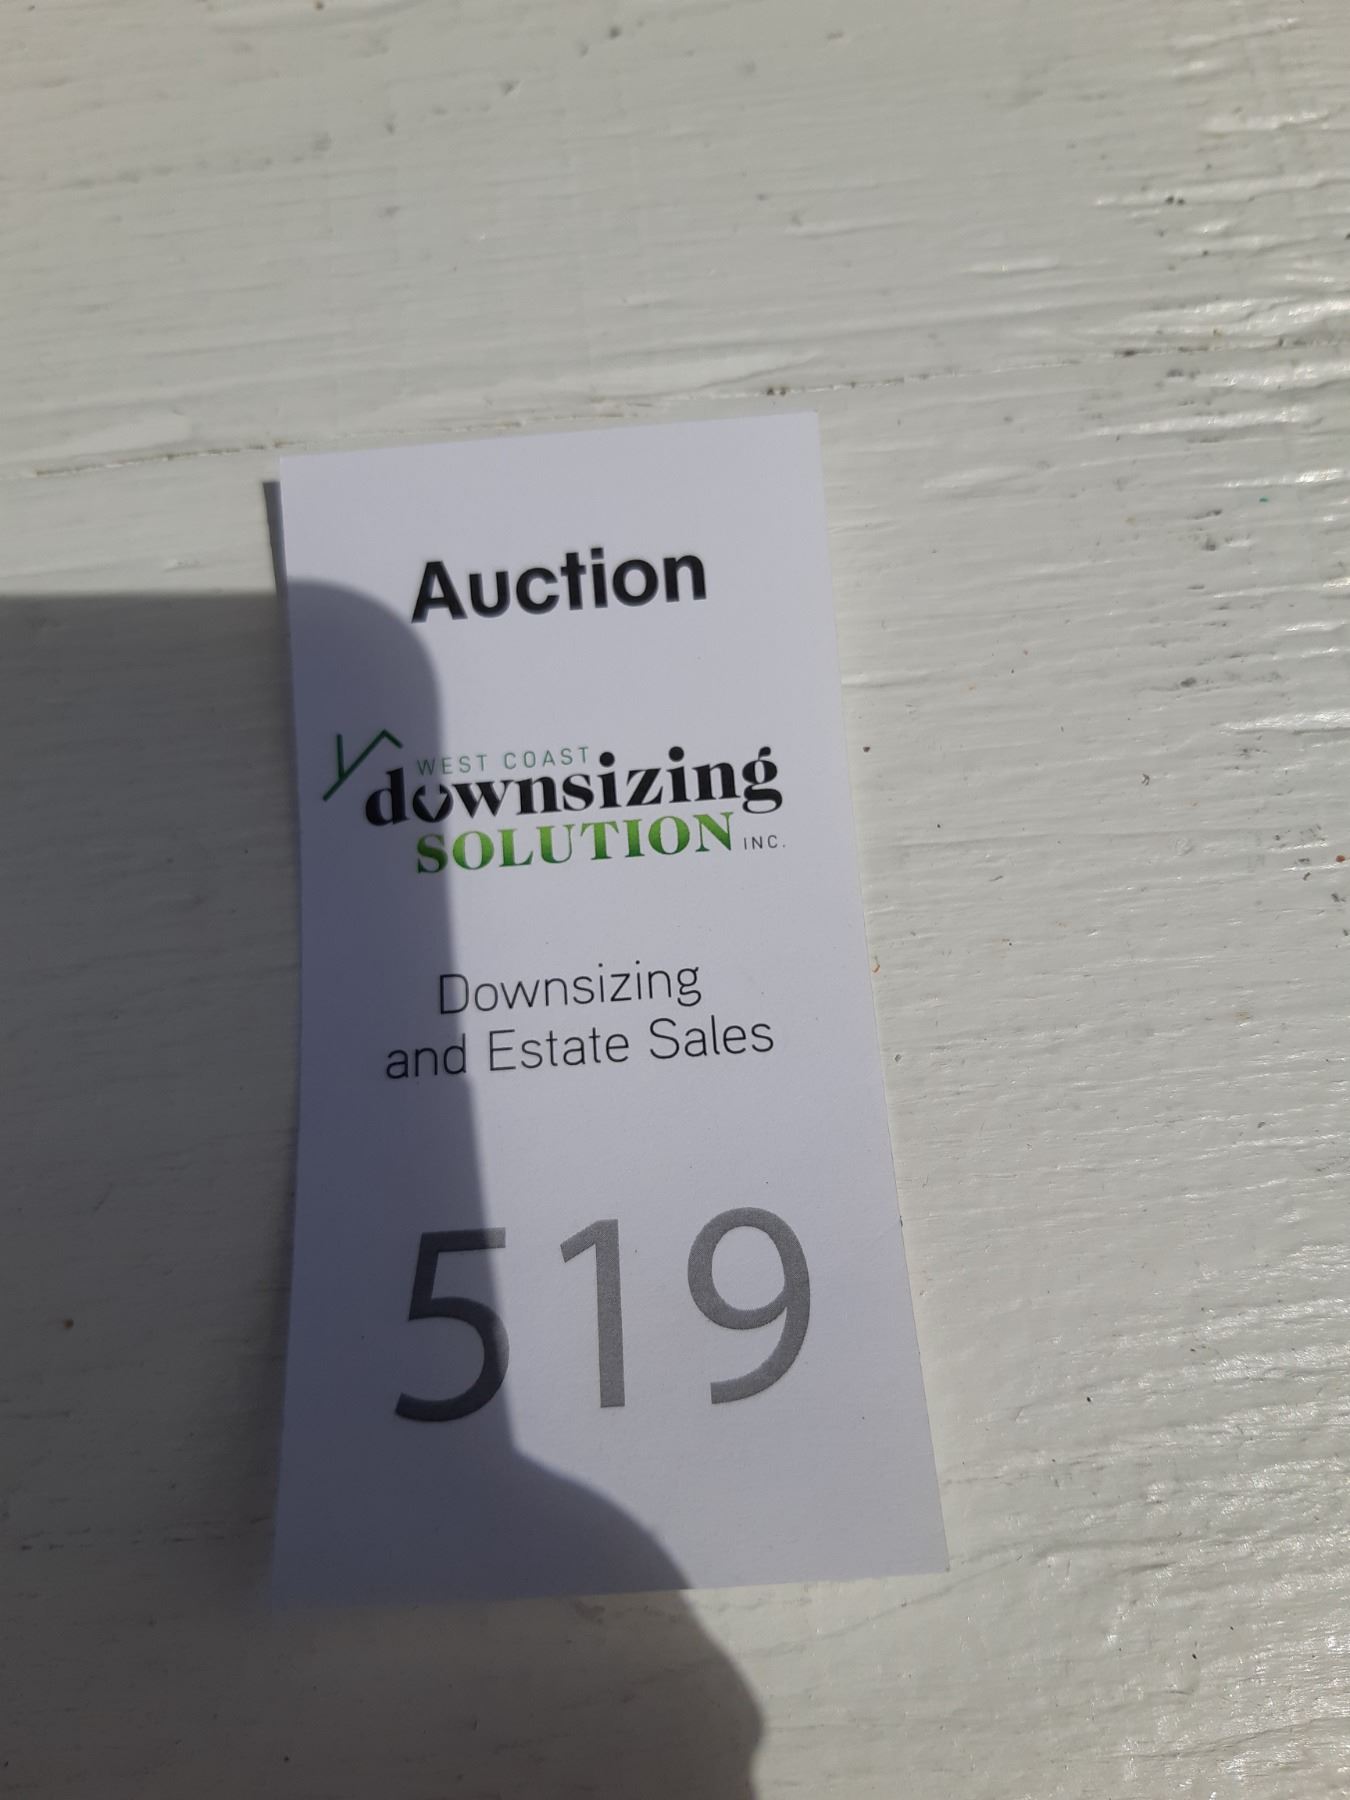 Auction
WEST COAST
downsizing
SOLUTION INC.
Downsizing
and Estate Sales
519